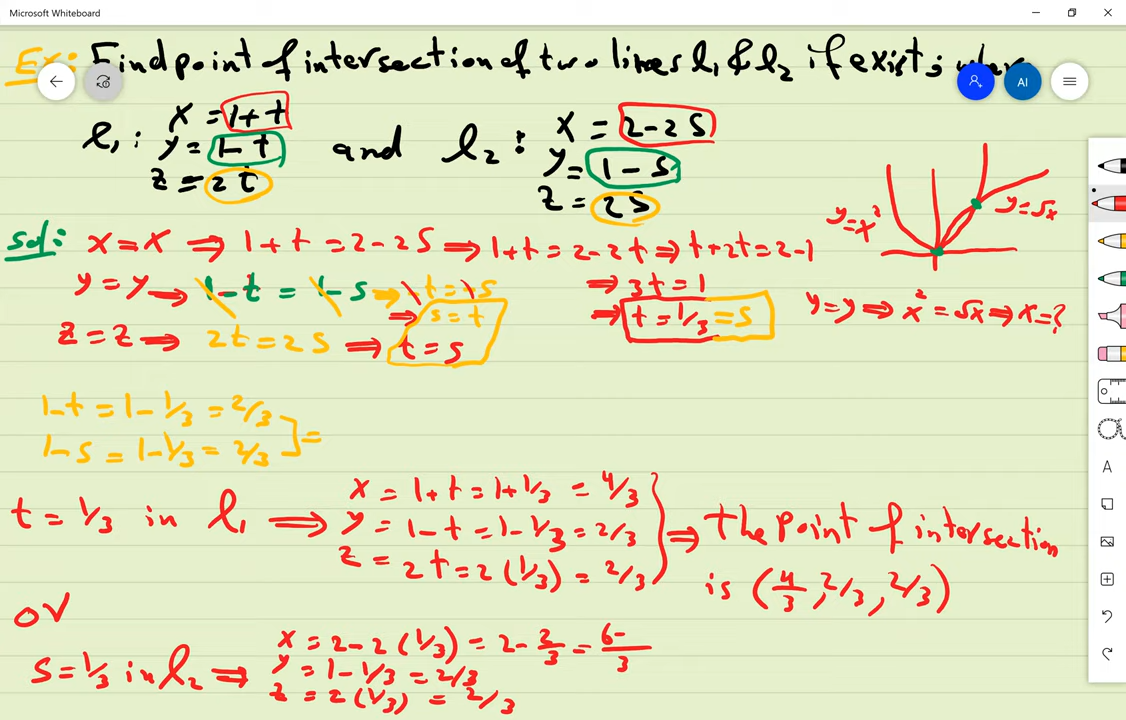 Microsoft Whiteboard
Ex: Find point of intersection of two lines l₁ & l₂ if exist; where
AI
l₁: x = 1+t
y = 1-t
z = 2t
and l₂: x = 2-2s
y = 1-s
z = 2s
y=x²
y=√x
sol: x = x ⇒ 1+t = 2-2s ⇒ 1+t = 2-2t ⇒ t+2t = 2-1
y = y ⇒ 1-t = 1-s ⇒ \t = \s
⇒ s = t
z = z ⇒ 2t = 2s ⇒ t = s
⇒ 3t = 1
⇒ t = 1/3 = s
y=y ⇒ x² = √x ⇒ x=?
1-t = 1-1/3 = 2/3
1-s = 1-1/3 = 2/3 ] =
t = 1/3 in l₁ ⇒ x = 1+t = 1+1/3 = 4/3
y = 1-t = 1-1/3 = 2/3
z = 2t = 2(1/3) = 2/3
⇒ the point of intersection
is (4/3, 2/3, 2/3)
or
s = 1/3 in l₂ ⇒ x = 2-2(1/3) = 2-2/3 = 6-/3
y = 1-1/3 = 2/3
z = 2(1/3) = 2/3
A